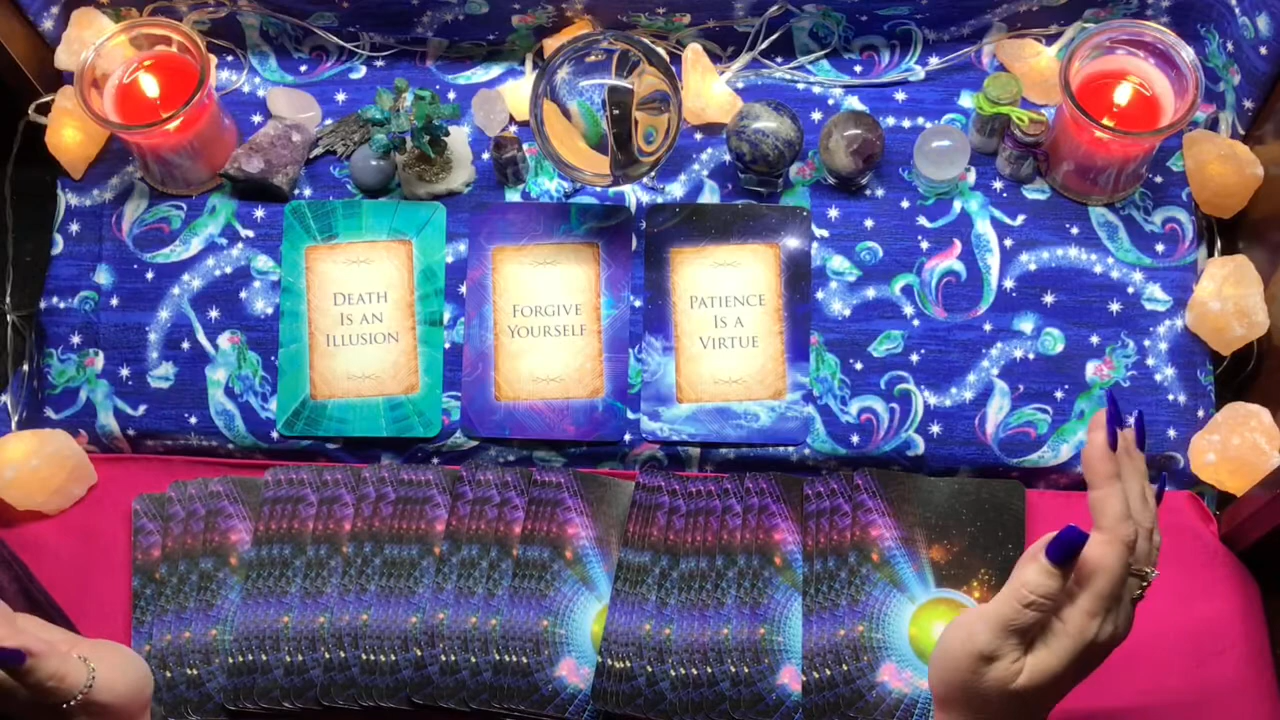 DEATH
IS AN
ILLUSION
FORGIVE
YOURSELF
PATIENCE
IS A
VIRTUE